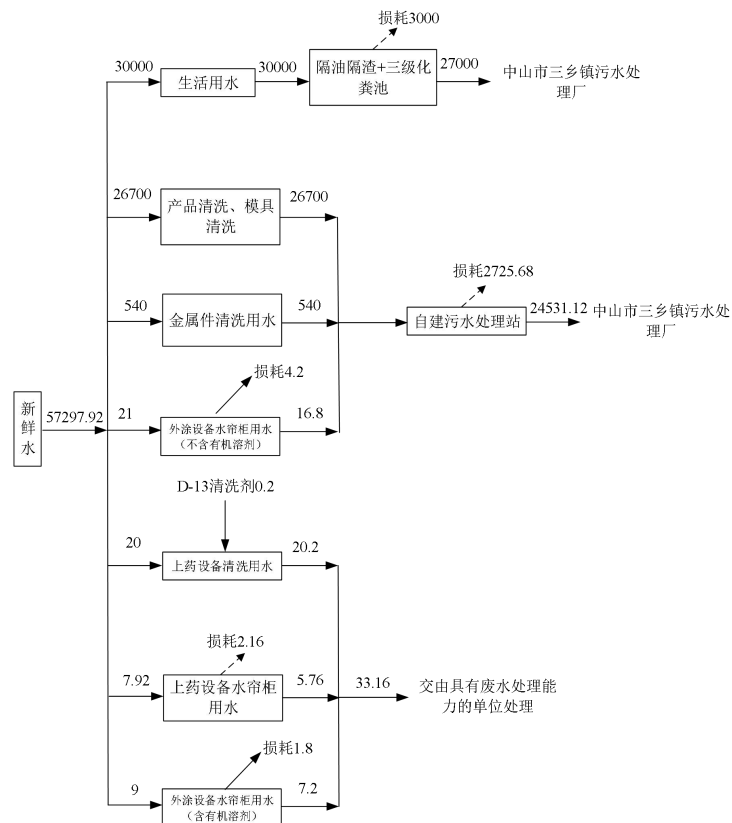 损耗3000
30000
生活用水
30000
隔油隔渣+三级化
粪池
27000
中山市三乡镇污水处
理厂
26700
产品清洗、模具
清洗
26700
损耗2725.68
540
金属件清洗用水
540
自建污水处理站
24531.12
中山市三乡镇污水处
理厂
损耗4.2
新
鲜
水
57297.92
21
外涂设备水帘柜用水
（不含有机溶剂）
16.8
D-13清洗剂0.2
20
上药设备清洗用水
20.2
损耗2.16
7.92
上药设备水帘柜
用水
5.76
33.16
交由具有废水处理能
力的单位处理
损耗1.8
9
外涂设备水帘柜用水
（含有机溶剂）
7.2